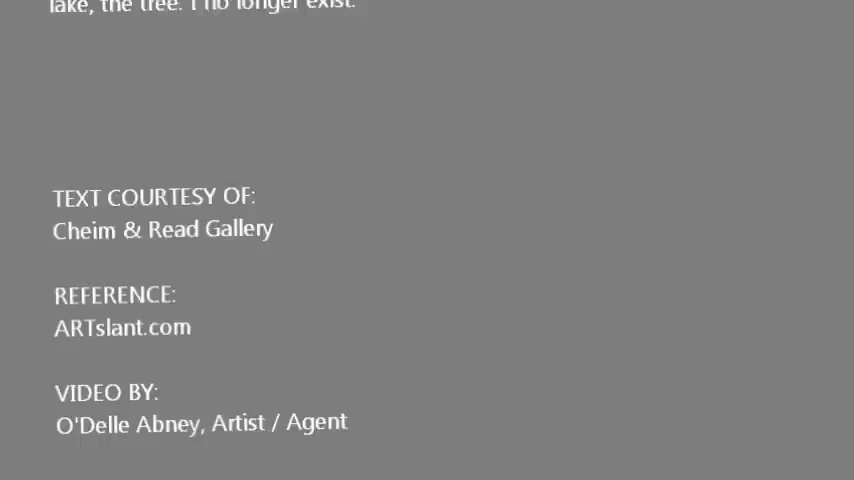 lake, the tree. I no longer exist.
TEXT COURTESY OF:
Cheim & Read Gallery
REFERENCE:
ARTslant.com
VIDEO BY:
O'Delle Abney, Artist / Agent